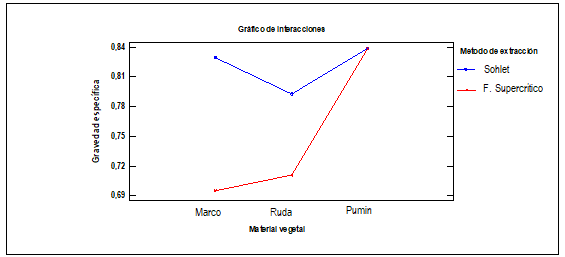 Gráfico de interacciones
Metodo de extracción
Sohlet
F. Supercritico
Gravedad específica
0,84
0,81
0,78
0,75
0,72
0,69
Marco
Ruda
Pumin
Material vegetal